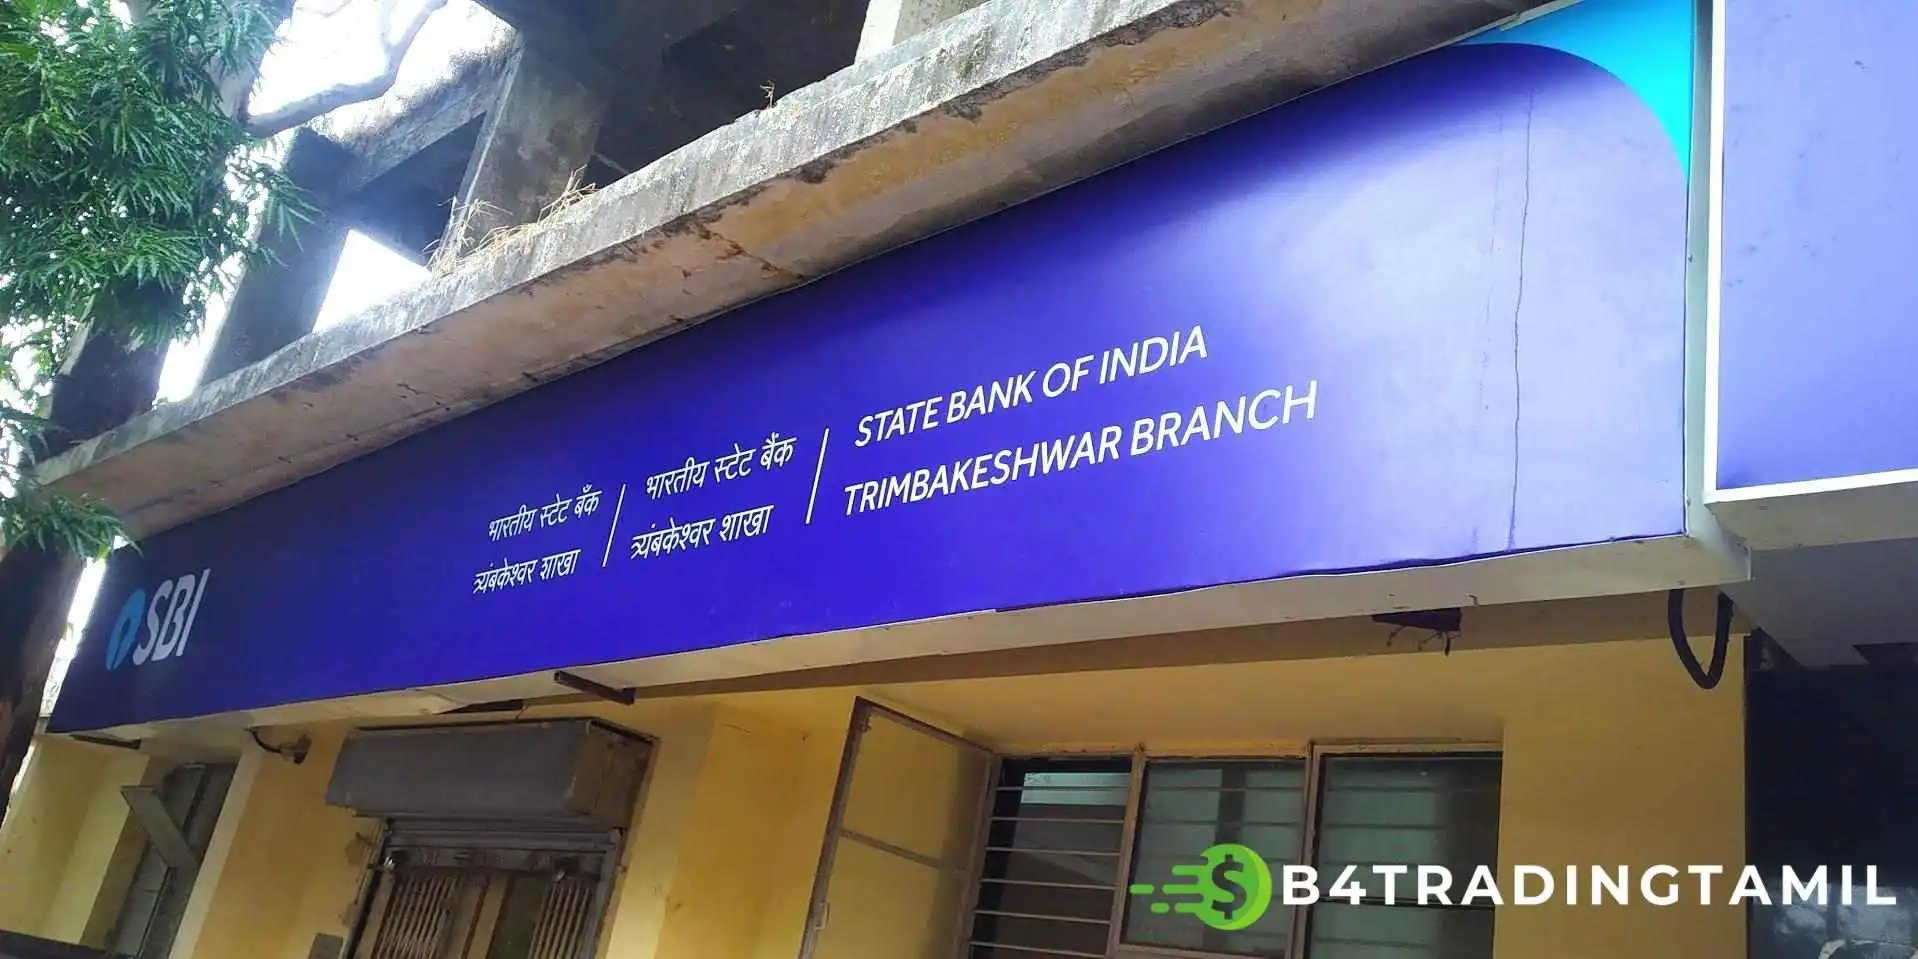 SBI
भारतीय स्टेट बँक
त्र्यंबकेश्वर शाखा
भारतीय स्टेट बैंक
त्र्यंबकेश्वर शाखा
STATE BANK OF INDIA
TRIMBAKESHWAR BRANCH
B4TRADINGTAMIL